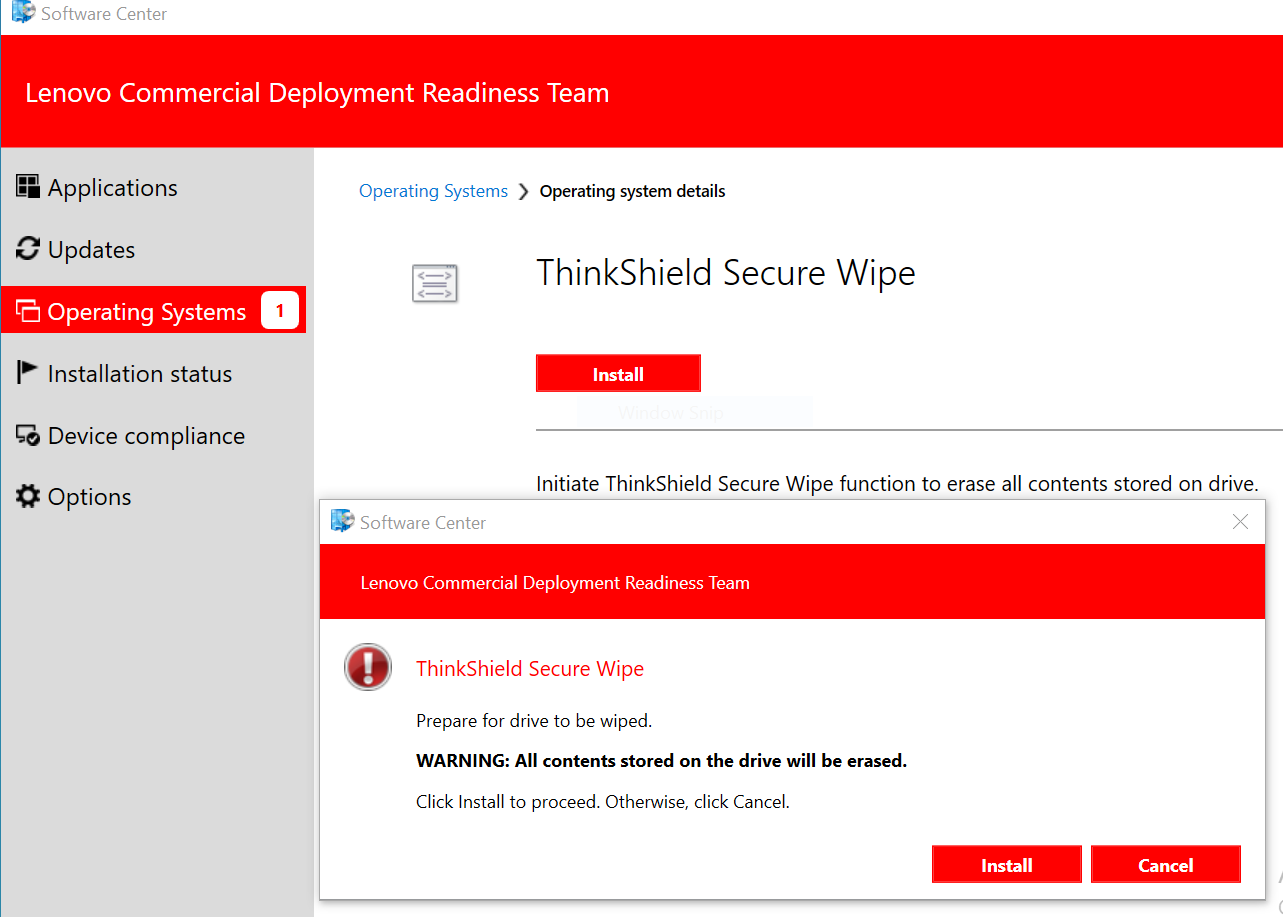 Software Center
Lenovo Commercial Deployment Readiness Team
Applications
Updates
Operating Systems 1
Installation status
Device compliance
Options
Operating Systems ❯ Operating system details
ThinkShield Secure Wipe
Install
Window Snip
Initiate ThinkShield Secure Wipe function to erase all contents stored on drive.
Software Center
Lenovo Commercial Deployment Readiness Team
ThinkShield Secure Wipe
Prepare for drive to be wiped.
WARNING: All contents stored on the drive will be erased.
Click Install to proceed. Otherwise, click Cancel.
Install Cancel